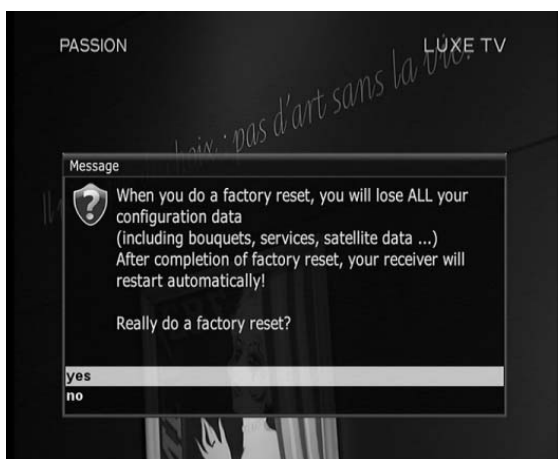 PASSION
LUXE TV
choix : pas d'art sans la vie.
Message
When you do a factory reset, you will lose ALL your
configuration data
(including bouquets, services, satellite data ...)
After completion of factory reset, your receiver will
restart automatically!
Really do a factory reset?
yes
no